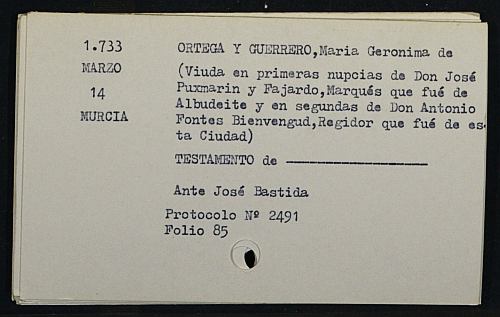 1.733
MARZO
14
MURCIA
ORTEGA Y GUERRERO,Maria Geronima de
(Viuda en primeras nupcias de Don José
Puxmarin y Fajardo,Marqués que fué de
Albudeite y en segundas de Don Antonio
Fontes Bienvengud,Regidor que fué de es-
ta Ciudad)
TESTAMENTO de --------------------
Ante José Bastida
Protocolo Nº 2491
Folio 85